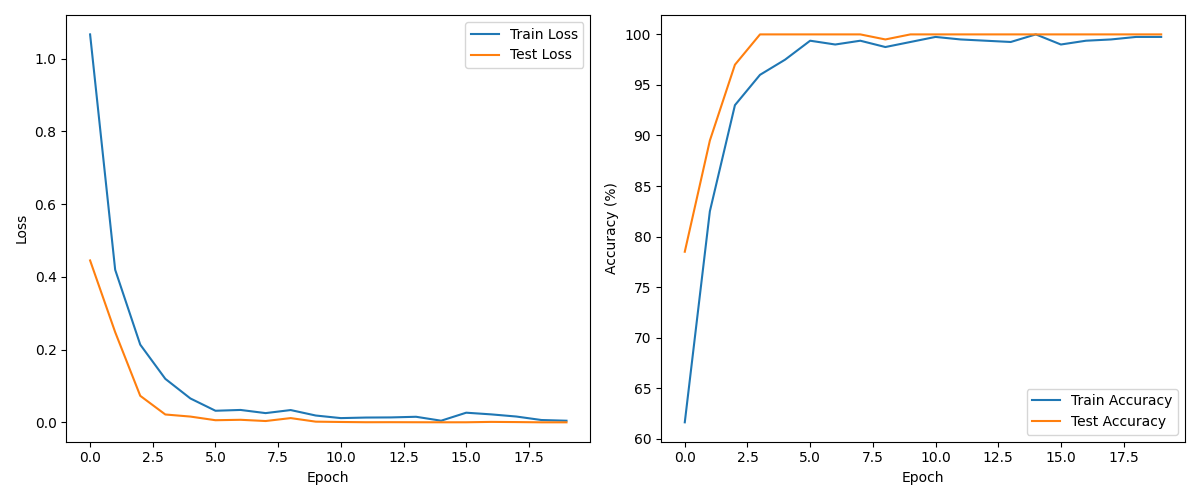 Train Loss
Test Loss
1.0
0.8
0.6
0.4
0.2
0.0
Loss
0.0 2.5 5.0 7.5 10.0 12.5 15.0 17.5
Epoch
100
95
90
85
80
75
70
65
60
Accuracy (%)
Train Accuracy
Test Accuracy
0.0 2.5 5.0 7.5 10.0 12.5 15.0 17.5
Epoch